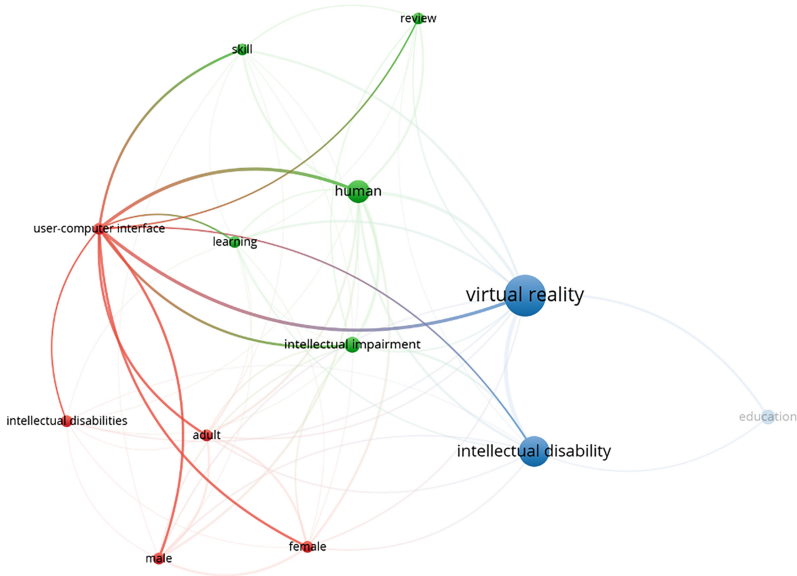 review
skill
human
user-computer interface
learning
virtual reality
intellectual impairment
education
intellectual disabilities
adult
intellectual disability
female
male